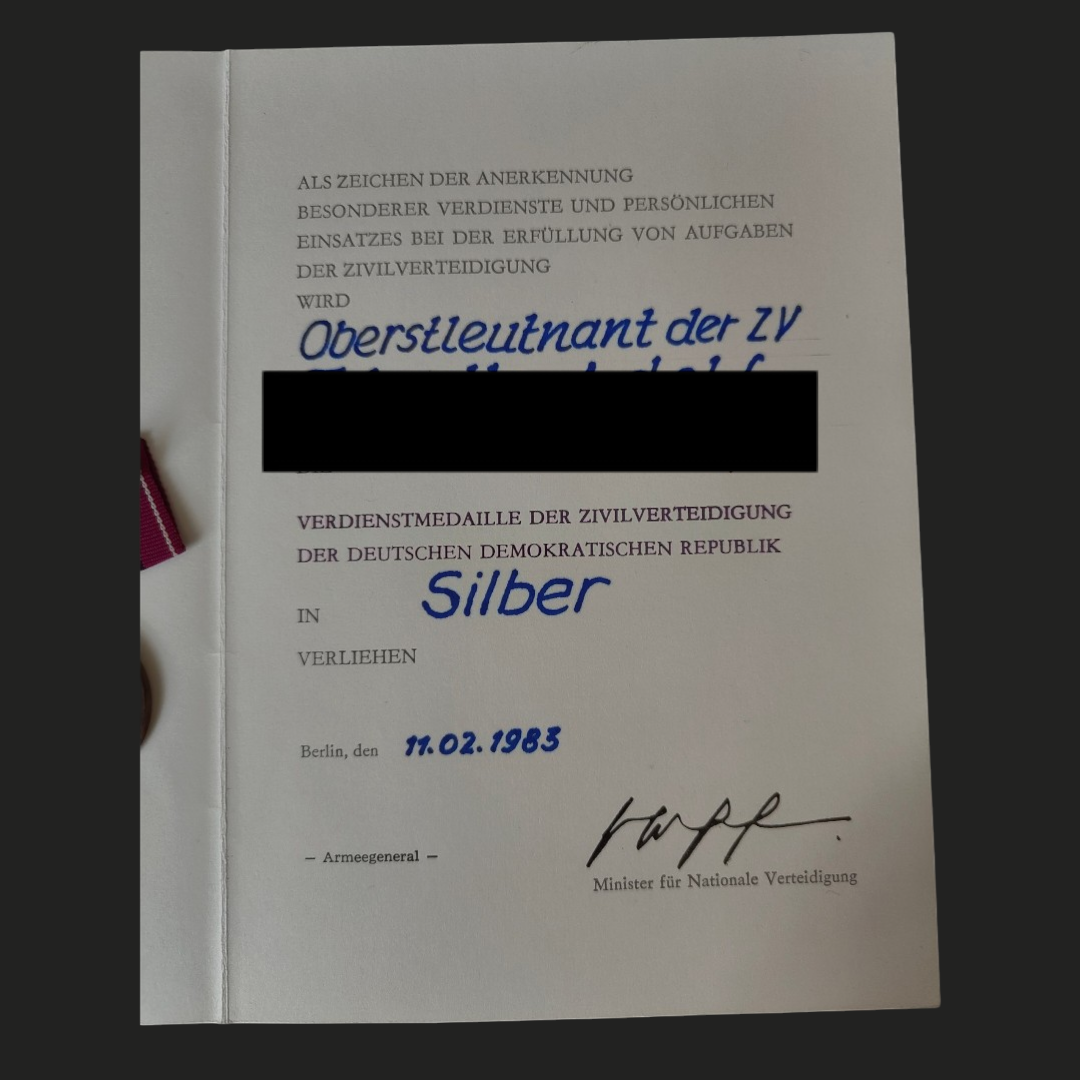 ALS ZEICHEN DER ANERKENNUNG
BESONDERER VERDIENSTE UND PERSÖNLICHEN
EINSATZES BEI DER ERFÜLLUNG VON AUFGABEN
DER ZIVILVERTEIDIGUNG
WIRD
Oberstleutnant der ZV
VERDIENSTMEDAILLE DER ZIVILVERTEIDIGUNG
DER DEUTSCHEN DEMOKRATISCHEN REPUBLIK
IN Silber
VERLIEHEN
Berlin, den 11.02.1983
– Armeegeneral –
Minister für Nationale Verteidigung